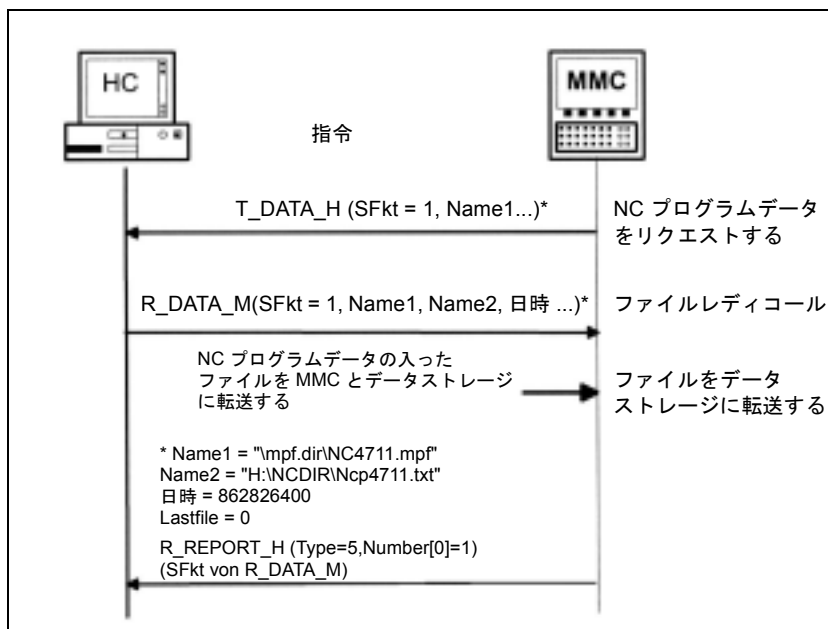 HC
MMC
指令
T_DATA_H (SFkt = 1, Name1...)*
NC プログラムデータ
をリクエストする
R_DATA_M(SFkt = 1, Name1, Name2, 日時 ...)*
ファイルレディコール
NC プログラムデータの入った
ファイルを MMC とデータストレージ
に転送する
ファイルをデータ
ストレージに転送する
* Name1 = "\mpf.dir\NC4711.mpf"
Name2 = "H:\NCDIR\Ncp4711.txt"
日時 = 862826400
Lastfile = 0
R_REPORT_H (Type=5,Number[0]=1)
(SFkt von R_DATA_M)